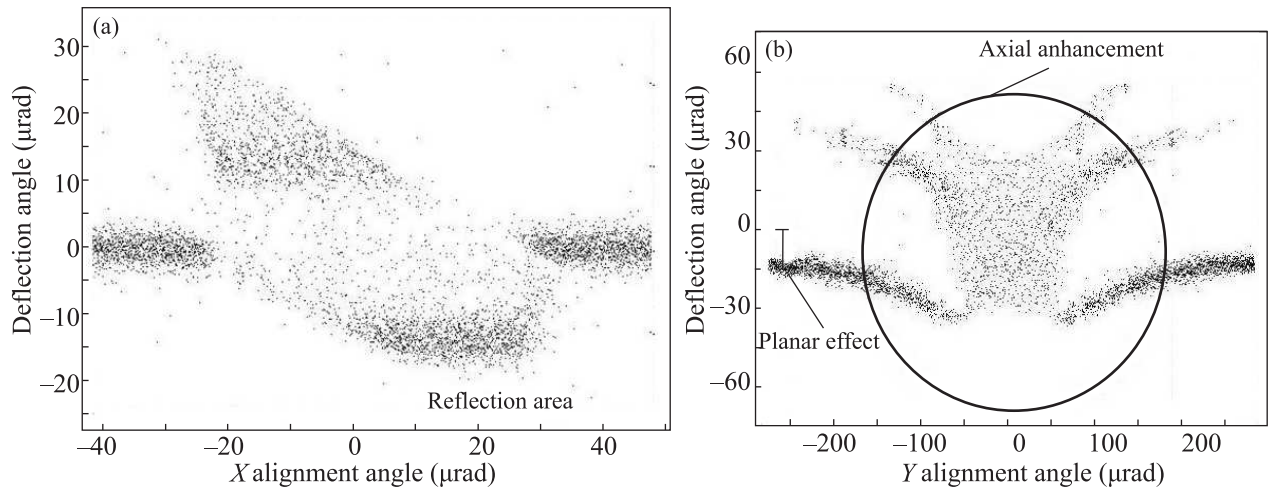 (a)
30
20
10
0
–10
–20
Deflection angle (μrad)
Reflection area
–40
–20
0
20
40
X alignment angle (μrad)
(b)
Axial anhancement
60
30
0
–30
–60
Deflection angle (μrad)
Planar effect
–200
–100
0
100
200
Y alignment angle (μrad)